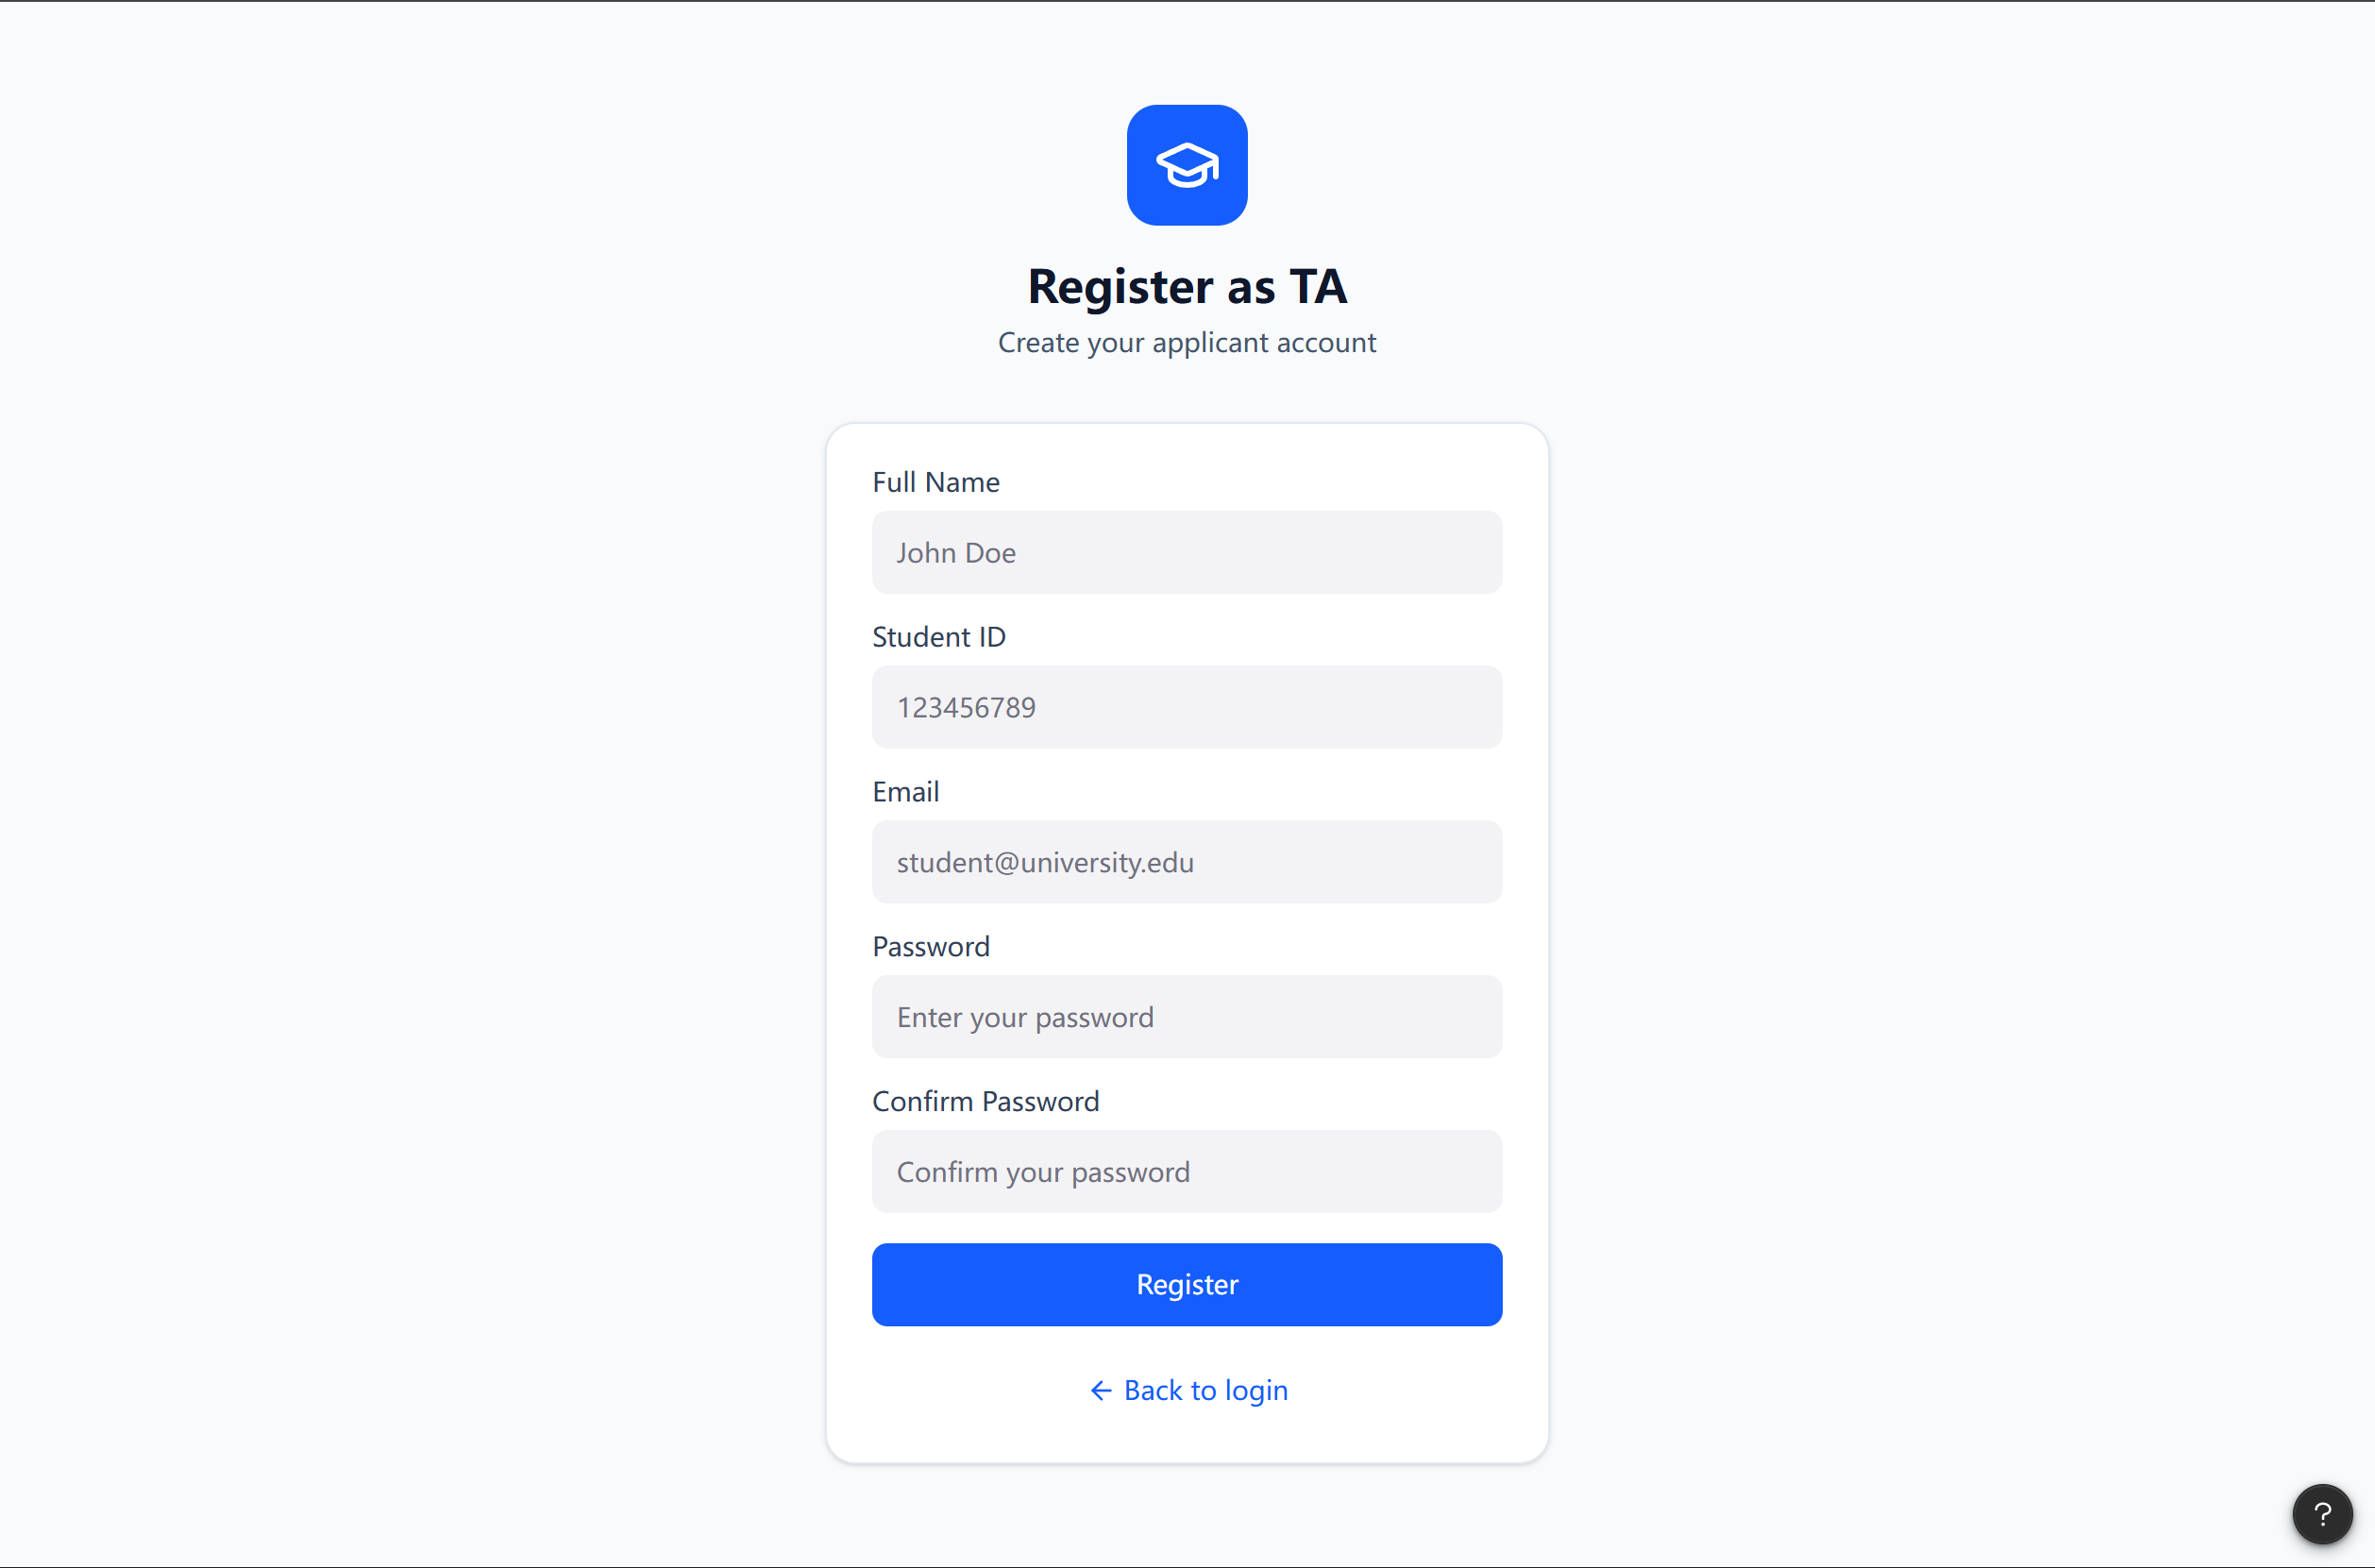 Register as TA
Create your applicant account
Full Name
John Doe
Student ID
123456789
Email
student@university.edu
Password
Enter your password
Confirm Password
Confirm your password
Register
← Back to login
?